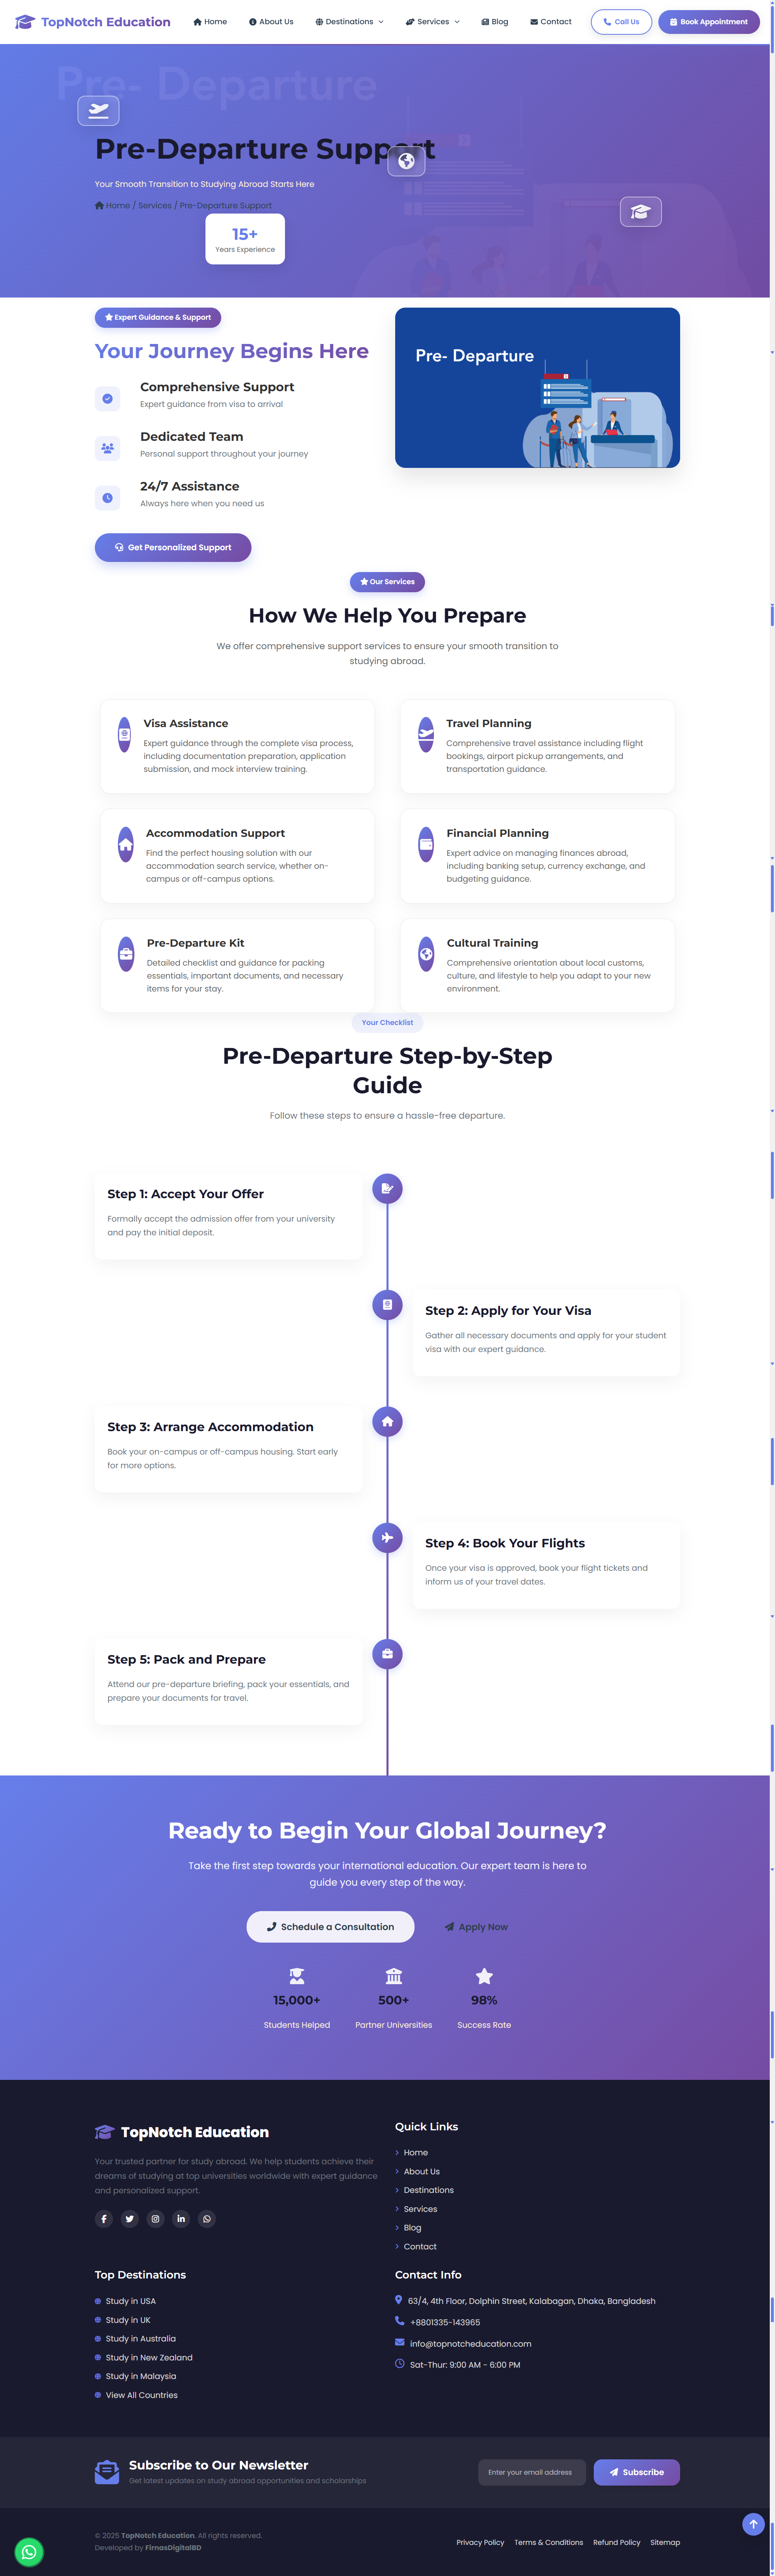 TopNotch Education
Home
About Us
Destinations
Services
Blog
Contact
Call Us
Book Appointment
Pre- Departure
Pre-Departure Support
Your Smooth Transition to Studying Abroad Starts Here
Home / Services / Pre-Departure Support
15+
Years Experience
Expert Guidance & Support
Your Journey Begins Here
Comprehensive Support
Expert guidance from visa to arrival
Dedicated Team
Personal support throughout your journey
24/7 Assistance
Always here when you need us
Get Personalized Support
Pre- Departure
Our Services
How We Help You Prepare
We offer comprehensive support services to ensure your smooth transition to
studying abroad.
Visa Assistance
Expert guidance through the complete visa process,
including documentation preparation, application
submission, and mock interview training.
Travel Planning
Comprehensive travel assistance including flight
bookings, airport pickup arrangements, and
transportation guidance.
Accommodation Support
Find the perfect housing solution with our
accommodation search service, whether on-
campus or off-campus options.
Financial Planning
Expert advice on managing finances abroad,
including banking setup, currency exchange, and
budgeting guidance.
Pre-Departure Kit
Detailed checklist and guidance for packing
essentials, important documents, and necessary
items for your stay.
Cultural Training
Comprehensive orientation about local customs,
culture, and lifestyle to help you adapt to your new
environment.
Your Checklist
Pre-Departure Step-by-Step
Guide
Follow these steps to ensure a hassle-free departure.
Step 1: Accept Your Offer
Formally accept the admission offer from your university
and pay the initial deposit.
Step 2: Apply for Your Visa
Gather all necessary documents and apply for your student
visa with our expert guidance.
Step 3: Arrange Accommodation
Book your on-campus or off-campus housing. Start early
for more options.
Step 4: Book Your Flights
Once your visa is approved, book your flight tickets and
inform us of your travel dates.
Step 5: Pack and Prepare
Attend our pre-departure briefing, pack your essentials, and
prepare your documents for travel.
Ready to Begin Your Global Journey?
Take the first step towards your international education. Our expert team is here to
guide you every step of the way.
Schedule a Consultation
Apply Now
15,000+
Students Helped
500+
Partner Universities
98%
Success Rate
TopNotch Education
Your trusted partner for study abroad. We help students achieve their
dreams of studying at top universities worldwide with expert guidance
and personalized support.
Quick Links
Home
About Us
Destinations
Services
Blog
Contact
Top Destinations
Study in USA
Study in UK
Study in Australia
Study in New Zealand
Study in Malaysia
View All Countries
Contact Info
63/4, 4th Floor, Dolphin Street, Kalabagan, Dhaka, Bangladesh
+8801335-143965
info@topnotcheducation.com
Sat-Thur: 9:00 AM - 6:00 PM
Subscribe to Our Newsletter
Get latest updates on study abroad opportunities and scholarships
Enter your email address
Subscribe
© 2025 TopNotch Education. All rights reserved.
Developed by FirnasDigitalBD
Privacy Policy
Terms & Conditions
Refund Policy
Sitemap